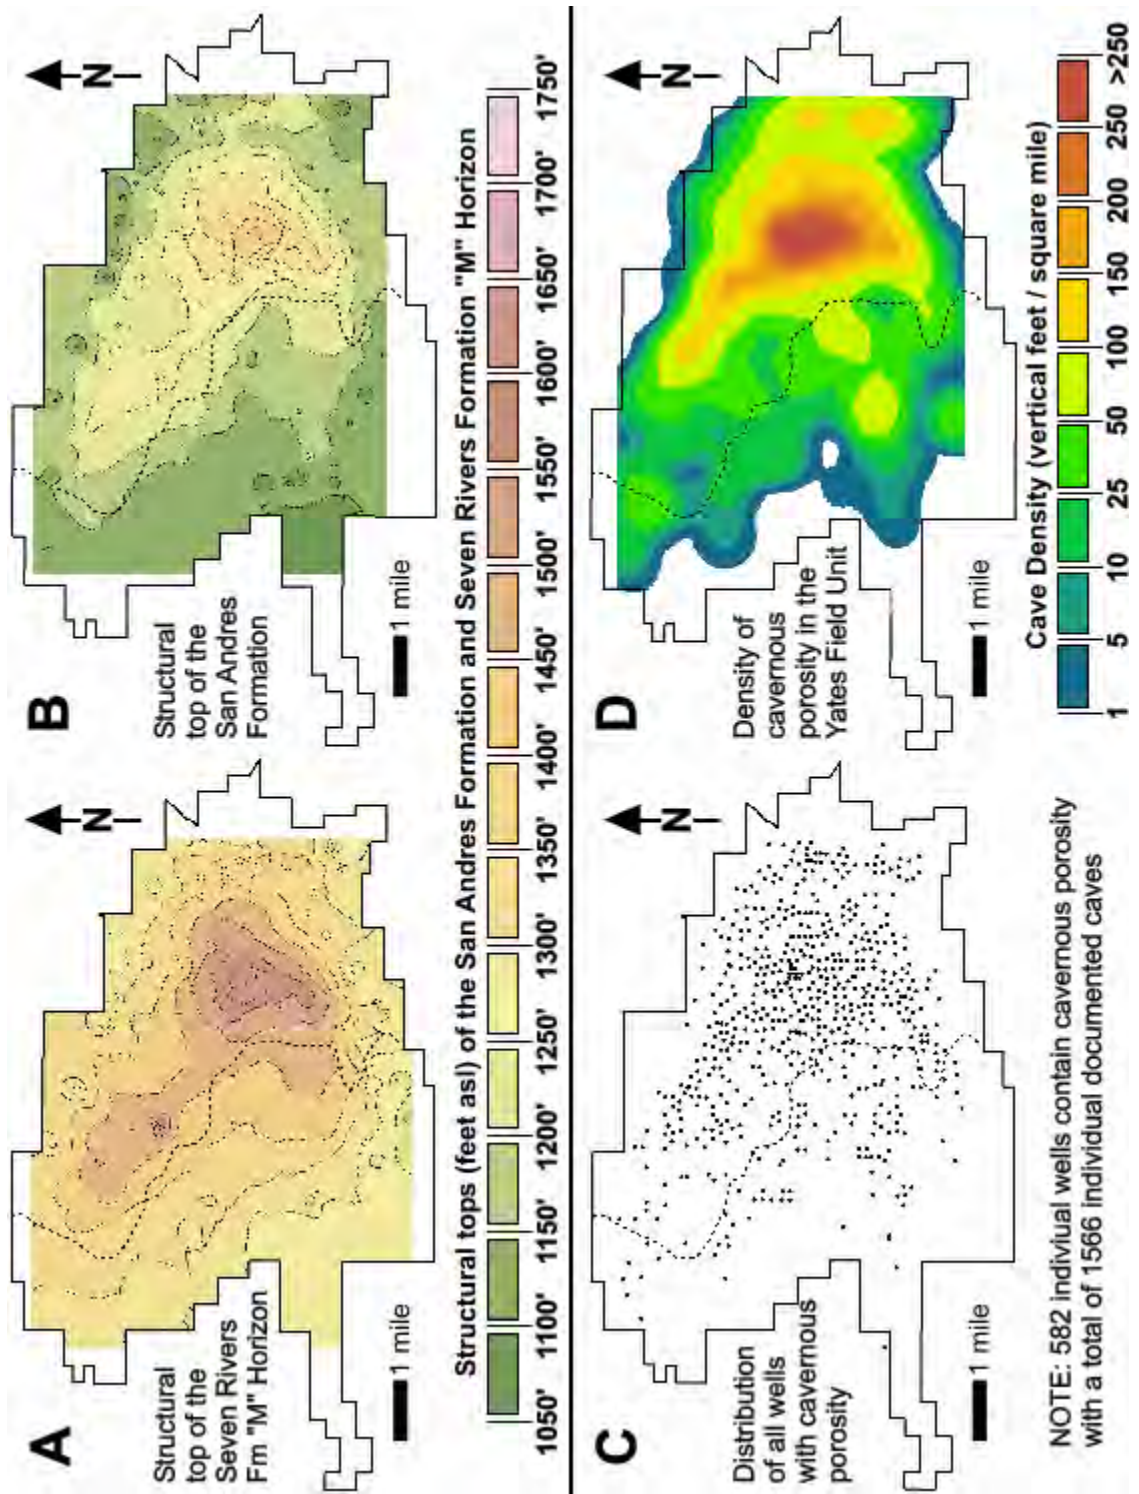 A
N
Structural
top of the
Seven Rivers
Fm "M" Horizon
1 mile
B
N
Structural
top of the
San Andres
Formation
1 mile
Structural tops (feet asl) of the San Andres Formation and Seven Rivers Formation "M" Horizon
1050' 1100' 1150' 1200' 1250' 1300' 1350' 1400' 1450' 1500' 1550' 1600' 1650' 1700' 1750'
C
N
Distribution
of all wells
with cavernous
porosity
1 mile
NOTE: 582 indiviual wells contain cavernous porosity
with a total of 1566 individual documented caves
D
N
Density of
cavernous
porosity in the
Yates Field Unit
1 mile
Cave Density (vertical feet / square mile)
1 5 10 25 50 100 150 200 250 >250